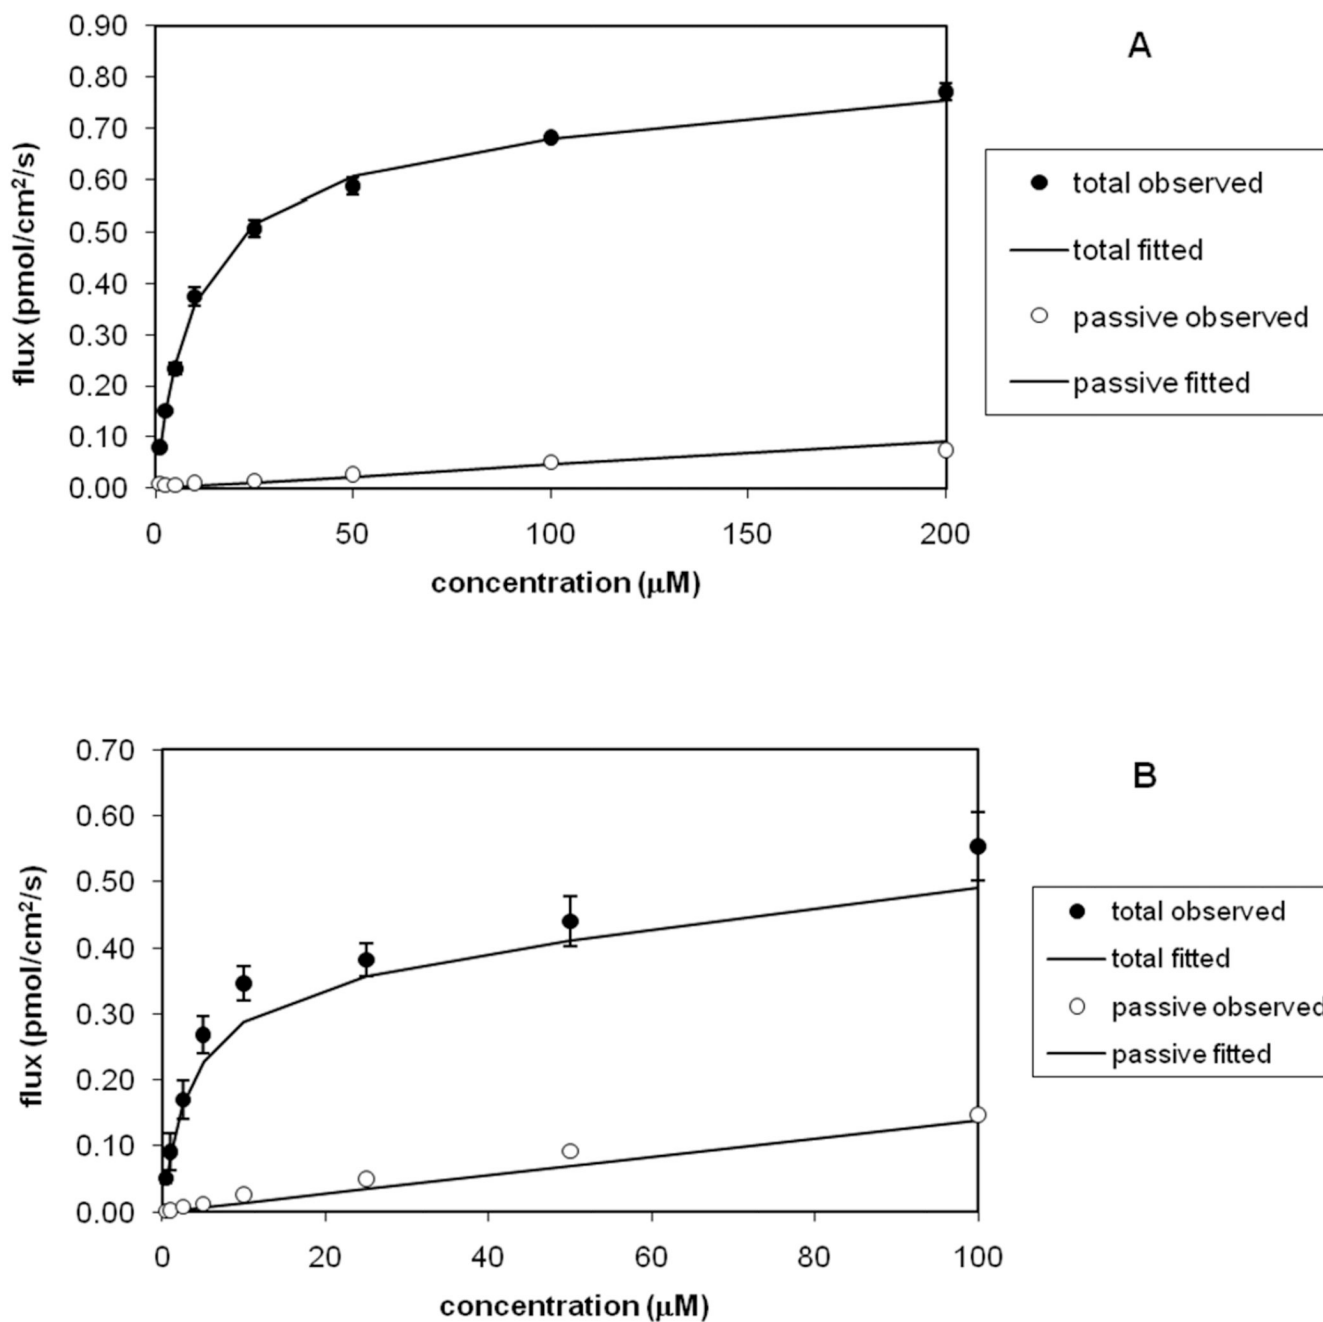 A
0.90
0.80
0.70
0.60
0.50
0.40
0.30
0.20
0.10
0.00
flux (pmol/cm²/s)
0 50 100 150 200
concentration (μM)
total observed
total fitted
passive observed
passive fitted
B
0.70
0.60
0.50
0.40
0.30
0.20
0.10
0.00
flux (pmol/cm²/s)
0 20 40 60 80 100
concentration (μM)
total observed
total fitted
passive observed
passive fitted